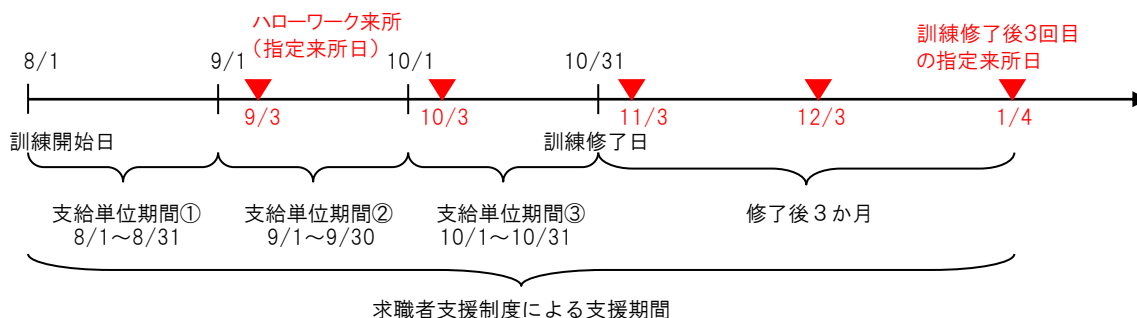 ハローワーク来所
(指定来所日)
訓練修了後3回目
の指定来所日
8/1
9/1
10/1
10/31
9/3
10/3
11/3
12/3
1/4
訓練開始日
訓練修了日
支給単位期間①
8/1~8/31
支給単位期間②
9/1~9/30
支給単位期間③
10/1~10/31
修了後3か月
求職者支援制度による支援期間